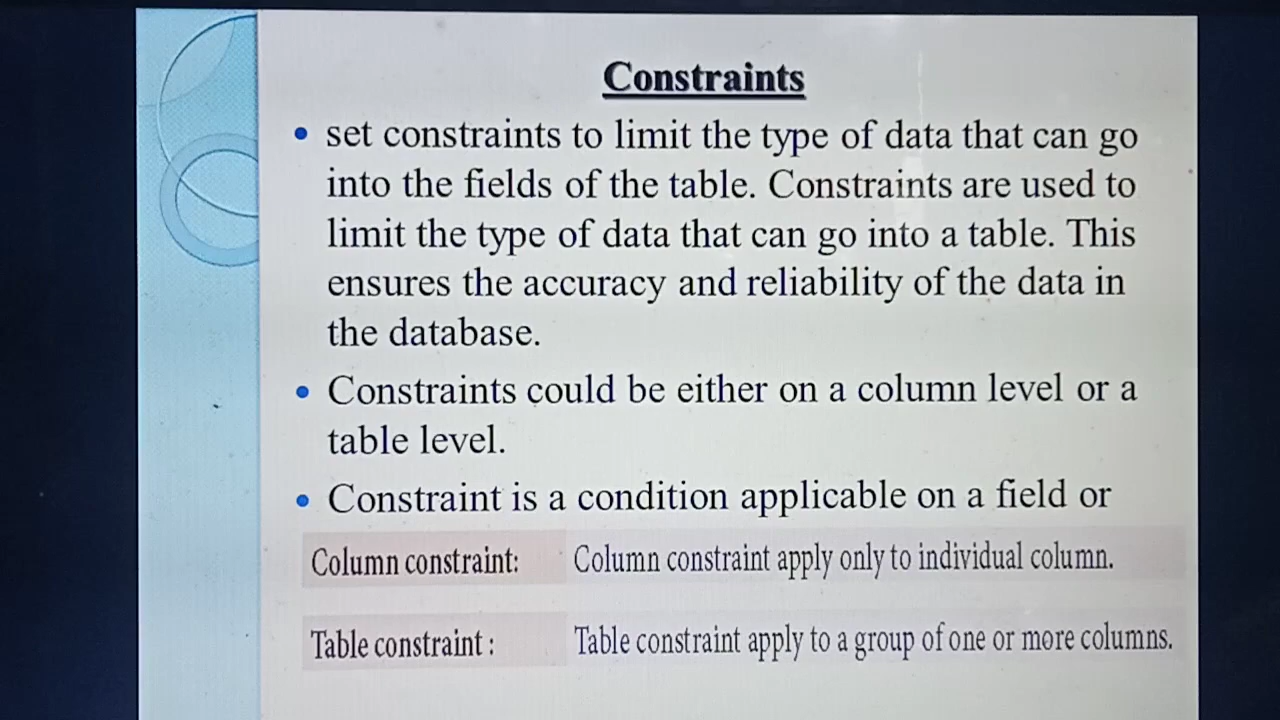 Constraints
• set constraints to limit the type of data that can go
into the fields of the table. Constraints are used to
limit the type of data that can go into a table. This
ensures the accuracy and reliability of the data in
the database.
• Constraints could be either on a column level or a
table level.
• Constraint is a condition applicable on a field or
Column constraint: Column constraint apply only to individual column.
Table constraint : Table constraint apply to a group of one or more columns.